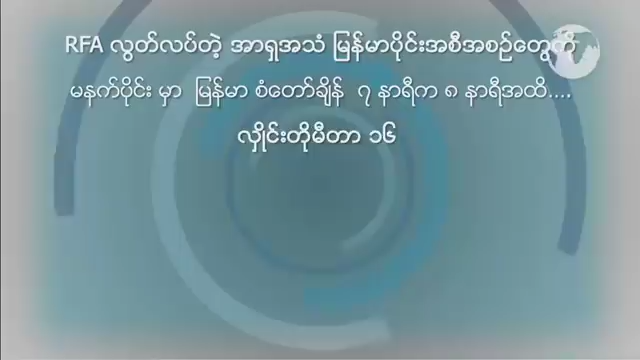 RFA လွတ်လပ်တဲ့ အာရှအသံ မြန်မာပိုင်းအစီအစဉ်တွေကို
မနက်ပိုင်း မှာ မြန်မာ စံတော်ချိန် ၇ နာရီက ၈ နာရီအထိ....
လှိုင်းတိုမီတာ ၁၆